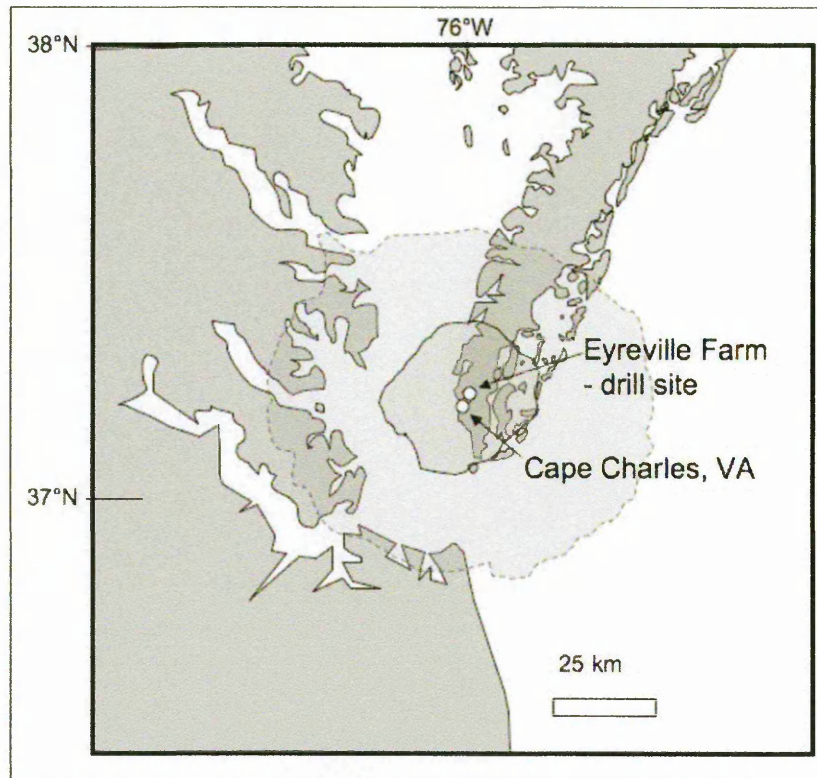 76°W
38°N
Eyreville Farm
- drill site
Cape Charles, VA
37°N
25 km